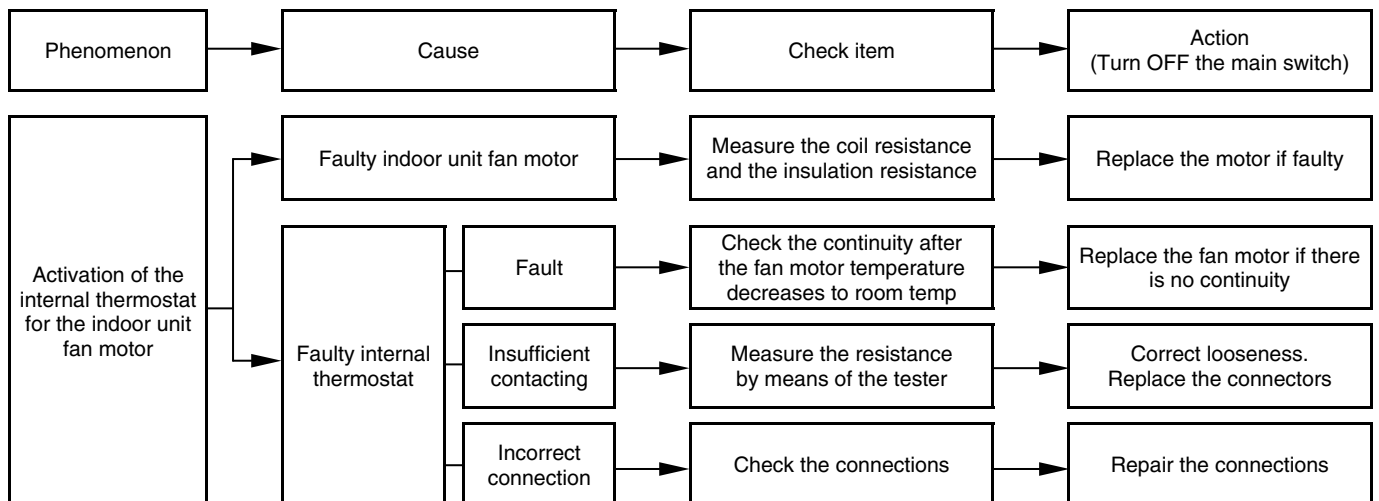 Phenomenon
Cause
Check item
Action
(Turn OFF the main switch)
Activation of the
internal thermostat
for the indoor unit
fan motor
Faulty indoor unit fan motor
Measure the coil resistance
and the insulation resistance
Replace the motor if faulty
Faulty internal
thermostat
Fault
Check the continuity after
the fan motor temperature
decreases to room temp
Replace the fan motor if there
is no continuity
Insufficient
contacting
Measure the resistance
by means of the tester
Correct looseness.
Replace the connectors
Incorrect
connection
Check the connections
Repair the connections